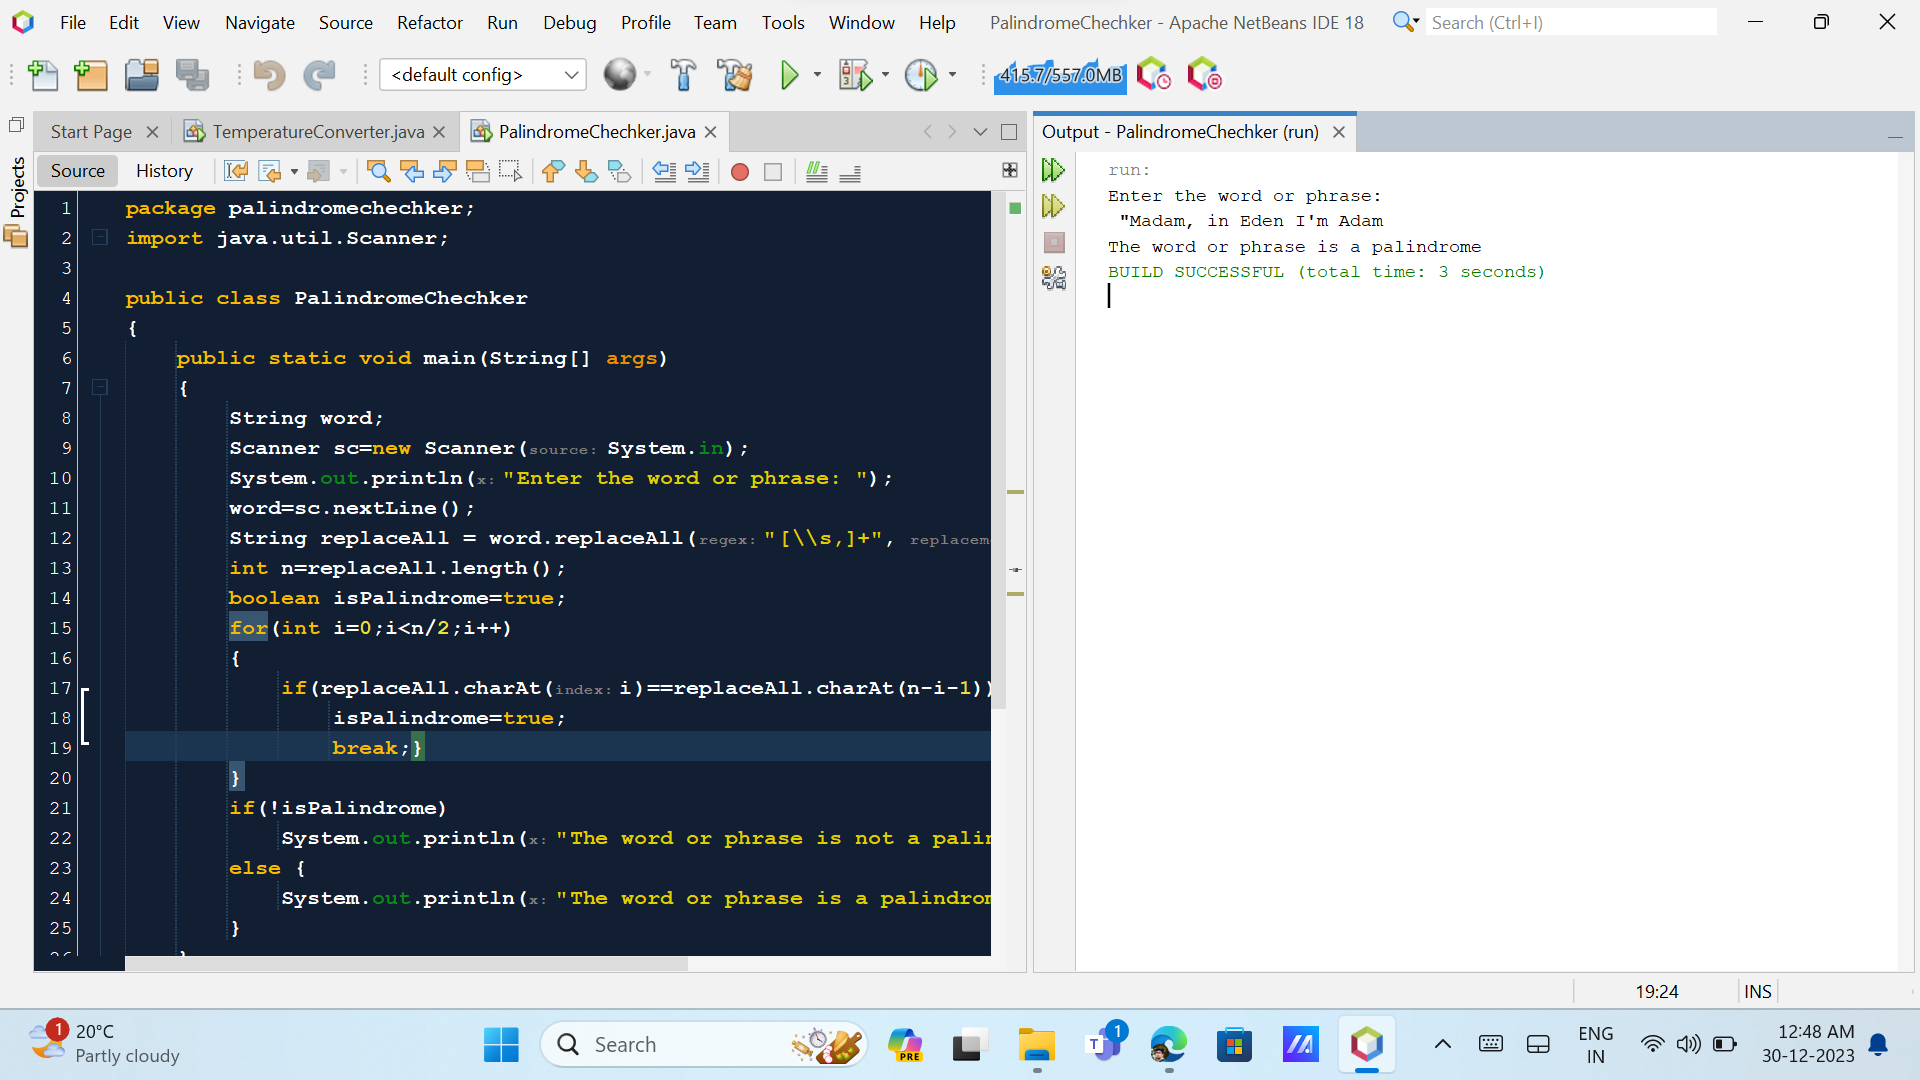 File Edit View Navigate Source Refactor Run Debug Profile Team Tools Window Help PalindromeChechker - Apache NetBeans IDE 18 Search (Ctrl+I)
<default config> 415.7/557.0MB
Start Page TemperatureConverter.java PalindromeChechker.java
Projects
Source History
1 package palindromechechker;
2 import java.util.Scanner;
3
4 public class PalindromeChechker
5 {
6 public static void main(String[] args)
7 {
8 String word;
9 Scanner sc=new Scanner(source: System.in);
10 System.out.println(x: "Enter the word or phrase: ");
11 word=sc.nextLine();
12 String replaceAll = word.replaceAll(regex: "[\\s,]+", replacem
13 int n=replaceAll.length();
14 boolean isPalindrome=true;
15 for(int i=0;i<n/2;i++)
16 {
17 if(replaceAll.charAt(index: i)==replaceAll.charAt(n-i-1))
18 isPalindrome=true;
19 break;}
20 }
21 if(!isPalindrome)
22 System.out.println(x: "The word or phrase is not a palin
23 else {
24 System.out.println(x: "The word or phrase is a palindrom
25 }
Output - PalindromeChechker (run)
run:
Enter the word or phrase:
"Madam, in Eden I'm Adam
The word or phrase is a palindrome
BUILD SUCCESSFUL (total time: 3 seconds)
19:24 INS
1 20°C
Partly cloudy
Search
PRE
T 1
ENG
IN
12:48 AM
30-12-2023